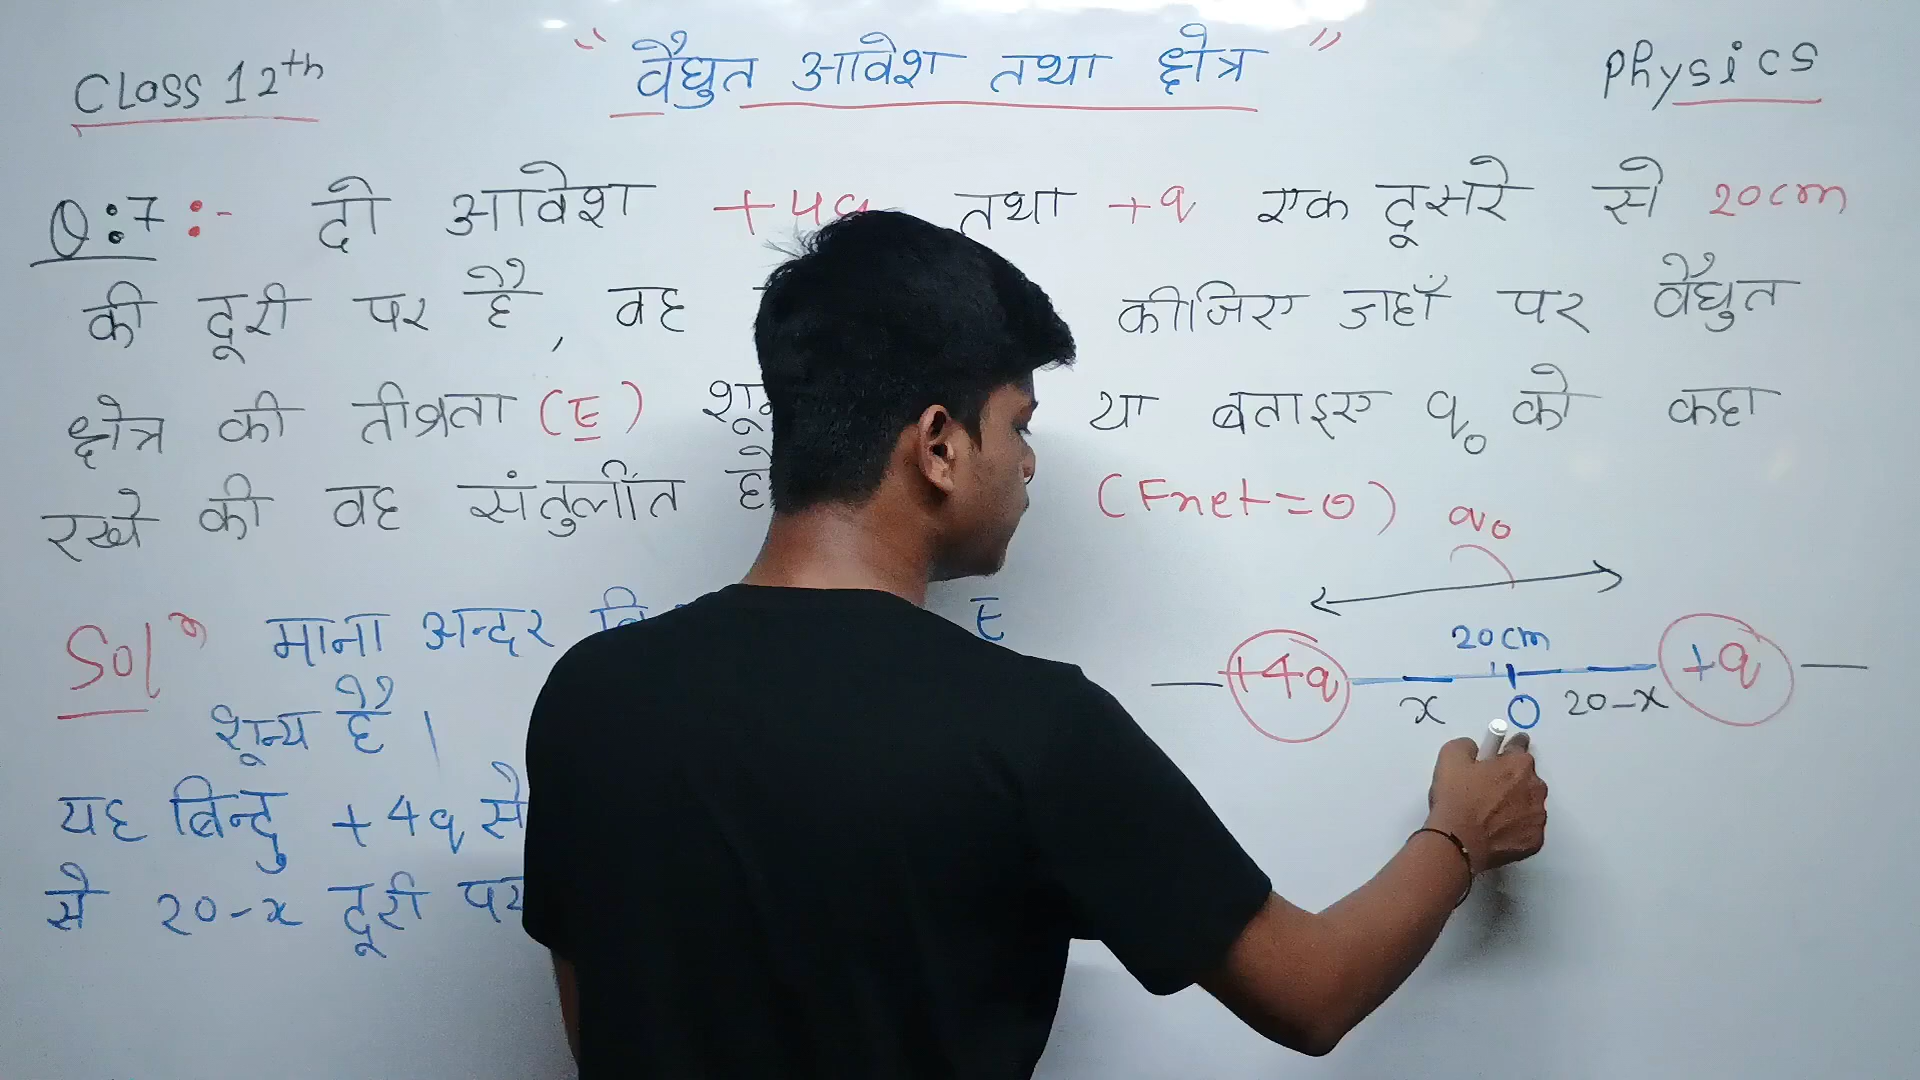 CLass 12th
"वैद्युत आवेश तथा क्षेत्र"
Physics
Q:7:- दो आवेश +4q तथा +q एक दूसरे से 20cm
की दूरी पर है, वह कीजिए जहाँ पर वैद्युत
क्षेत्र की तीव्रता (E) या बताइए q₀ को कहा
रखे की वह संतुलीत (Fnet=0)
q₀
Solⁿ माना अन्दर E
शून्य है।
20cm
+4q x O 20-x +q
यह बिन्दु +4q से
से 20-x दूरी पर